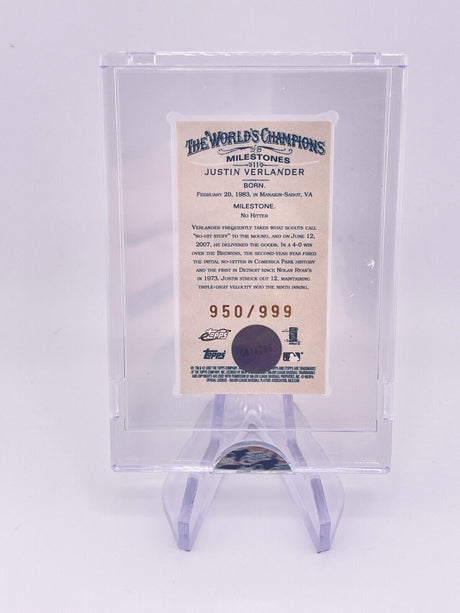 THE WORLD'S CHAMPIONS
MILESTONES
JUSTIN VERLANDER
BORN.
FEBRUARY 20, 1983, IN MANAKIN-SABOT, VA
MILESTONE.
NO HITTER
VERLANDER FREQUENTLY TAKES WHAT SCOUTS CALL
"NO-HIT STUFF" TO THE MOUND, AND ON JUNE 12,
2007, HE DELIVERED THE GOODS. IN A 4-0 WIN
OVER THE BREWERS, THE SECOND-YEAR STAR FIRED
THE INITIAL NO-HITTER IN COMERICA PARK HISTORY
AND THE FIRST IN DETROIT SINCE NOLAN RYAN'S
IN 1973. JUSTIN STRUCK OUT 12, MAINTAINING
TRIPLE-DIGIT VELOCITY INTO THE NINTH INNING.
950/999
Topps
Topps